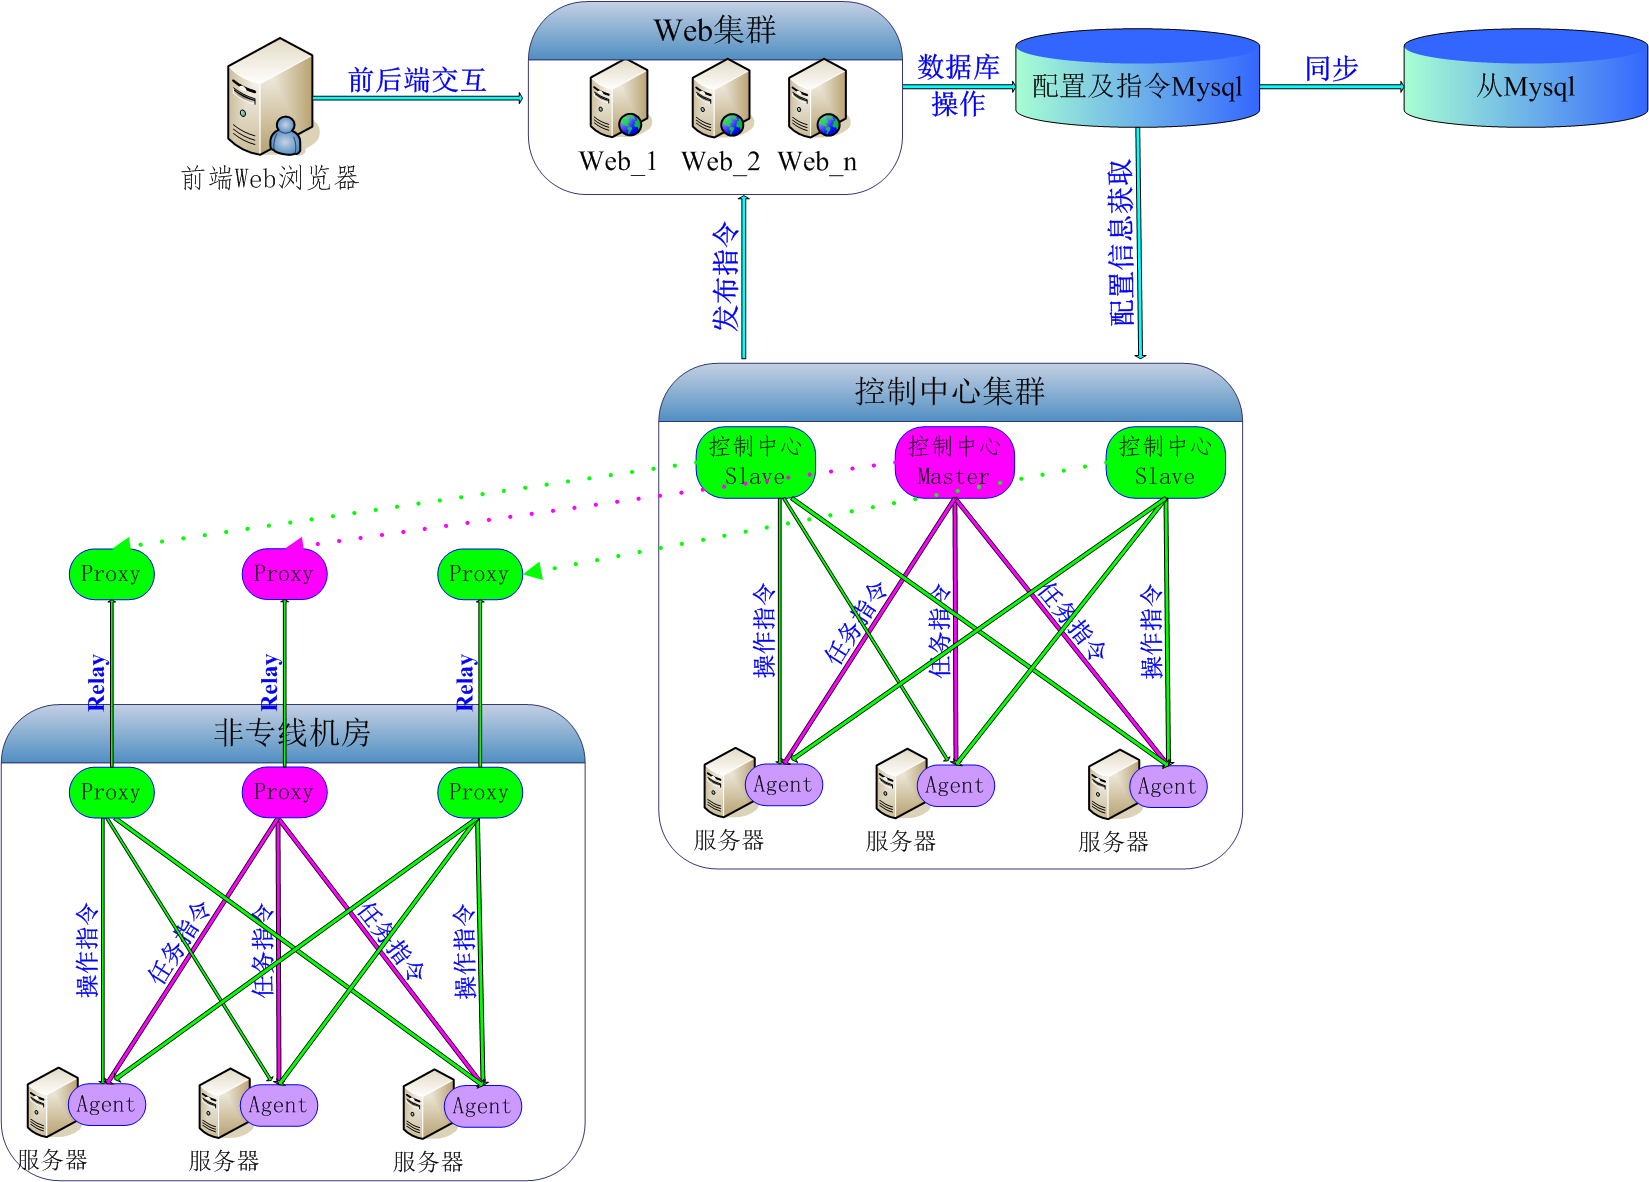 Web集群
前后端交互
数据库
操作
配置及指令Mysql
同步
从Mysql
Web_1
Web_2
Web_n
前端Web浏览器
发布指令
配置信息获取
控制中心集群
控制中心
Slave
控制中心
Master
控制中心
Slave
Proxy
Proxy
Proxy
操作指令
任务指令
任务指令
任务指令
操作指令
Relay
Relay
Relay
非专线机房
Agent
Agent
Agent
服务器
服务器
服务器
Proxy
Proxy
Proxy
操作指令
任务指令
任务指令
任务指令
操作指令
Agent
Agent
Agent
服务器
服务器
服务器